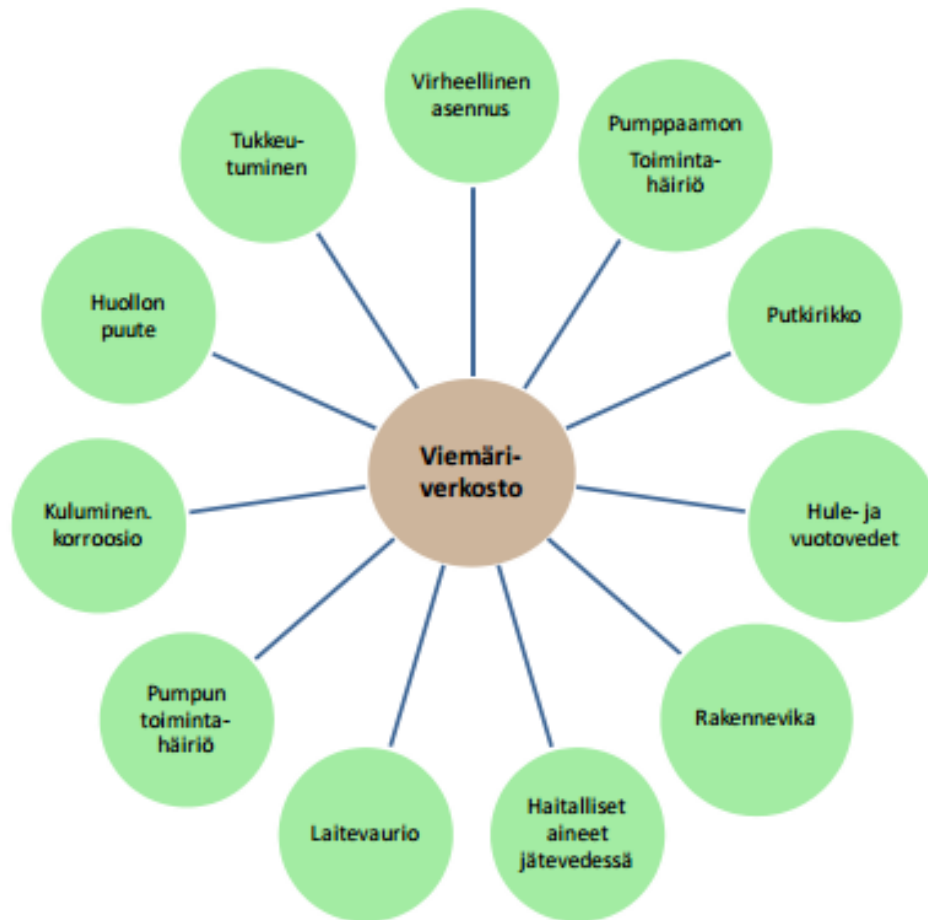 Virheellinen
asennus
Pumppaamon
Toiminta-
häiriö
Putkirikko
Hule- ja
vuotovedet
Rakennevika
Haitalliset
aineet
jätevedessä
Laitevaurio
Pumpun
toiminta-
häiriö
Kuluminen.
korroosio
Huollon
puute
Tukkeu-
tuminen
Viemäri-
verkosto